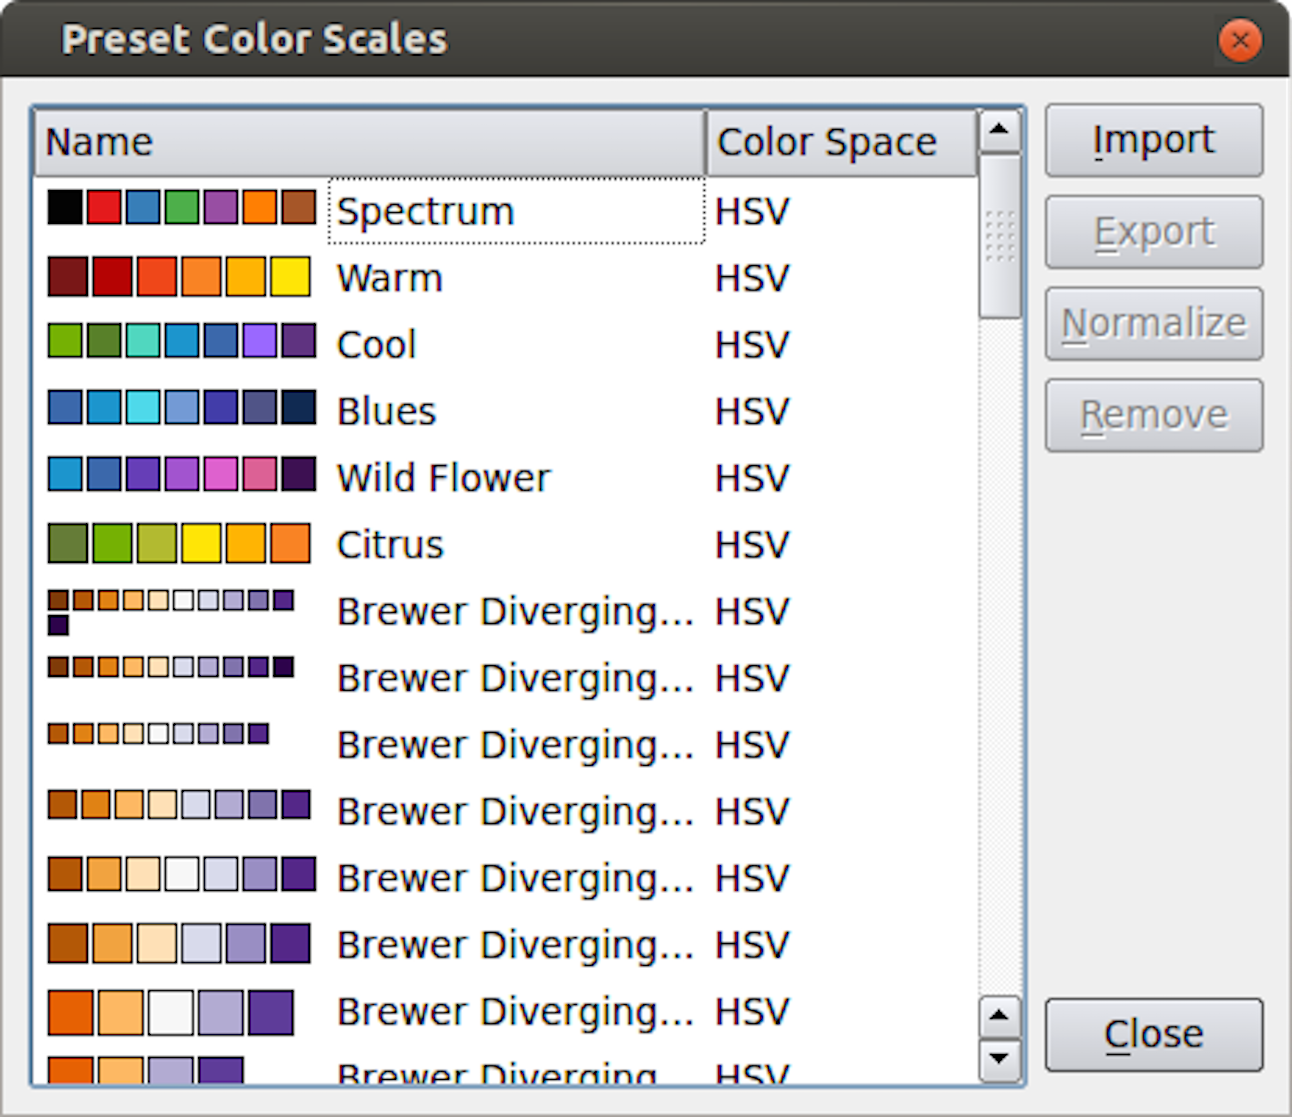 Preset Color Scales
Name Color Space
Spectrum HSV
Warm HSV
Cool HSV
Blues HSV
Wild Flower HSV
Citrus HSV
Brewer Diverging... HSV
Brewer Diverging... HSV
Brewer Diverging... HSV
Brewer Diverging... HSV
Brewer Diverging... HSV
Brewer Diverging... HSV
Brewer Diverging... HSV
Brewer Diverging... HSV
Import
Export
Normalize
Remove
Close